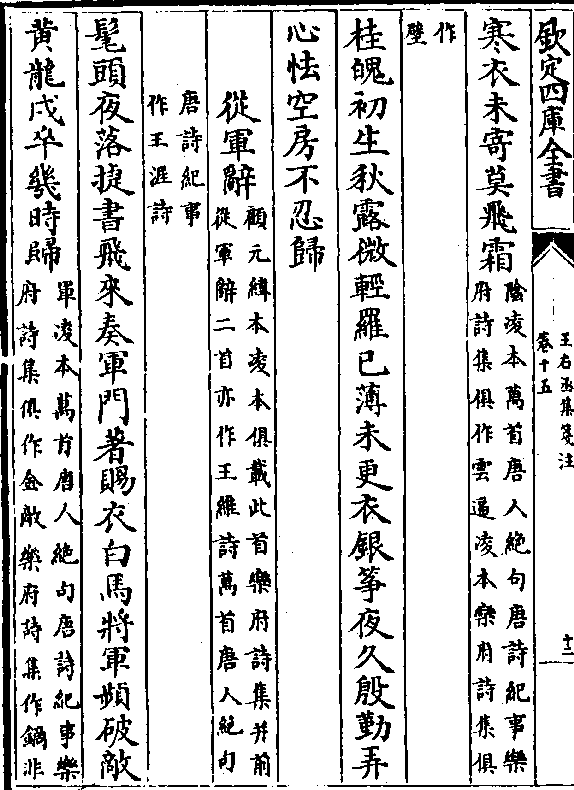 欽定四庫全書
王右丞集箋注
卷十五
十三
寒衣未寄莫飛霜
陰凌本萬首唐人絶句唐詩紀事樂
府詩集俱作雲邉凌本樂府詩集俱
作
壁
桂魄初生秋露微輕羅已薄未更衣銀筝夜久殷勤弄
心怯空房不忍歸
從軍辭
顧元緯本凌本俱載此首樂府詩集并前
從軍辭二首亦作王維詩萬首唐人絶句
唐詩紀事
作王涯詩
髦頭夜落捷書飛來奏軍門著賜衣白馬將軍頻破敵
黄龍戍卒幾時歸
軍凌本萬首唐人絶句唐詩紀事樂
府詩集俱作金敵樂府詩集作鍋非